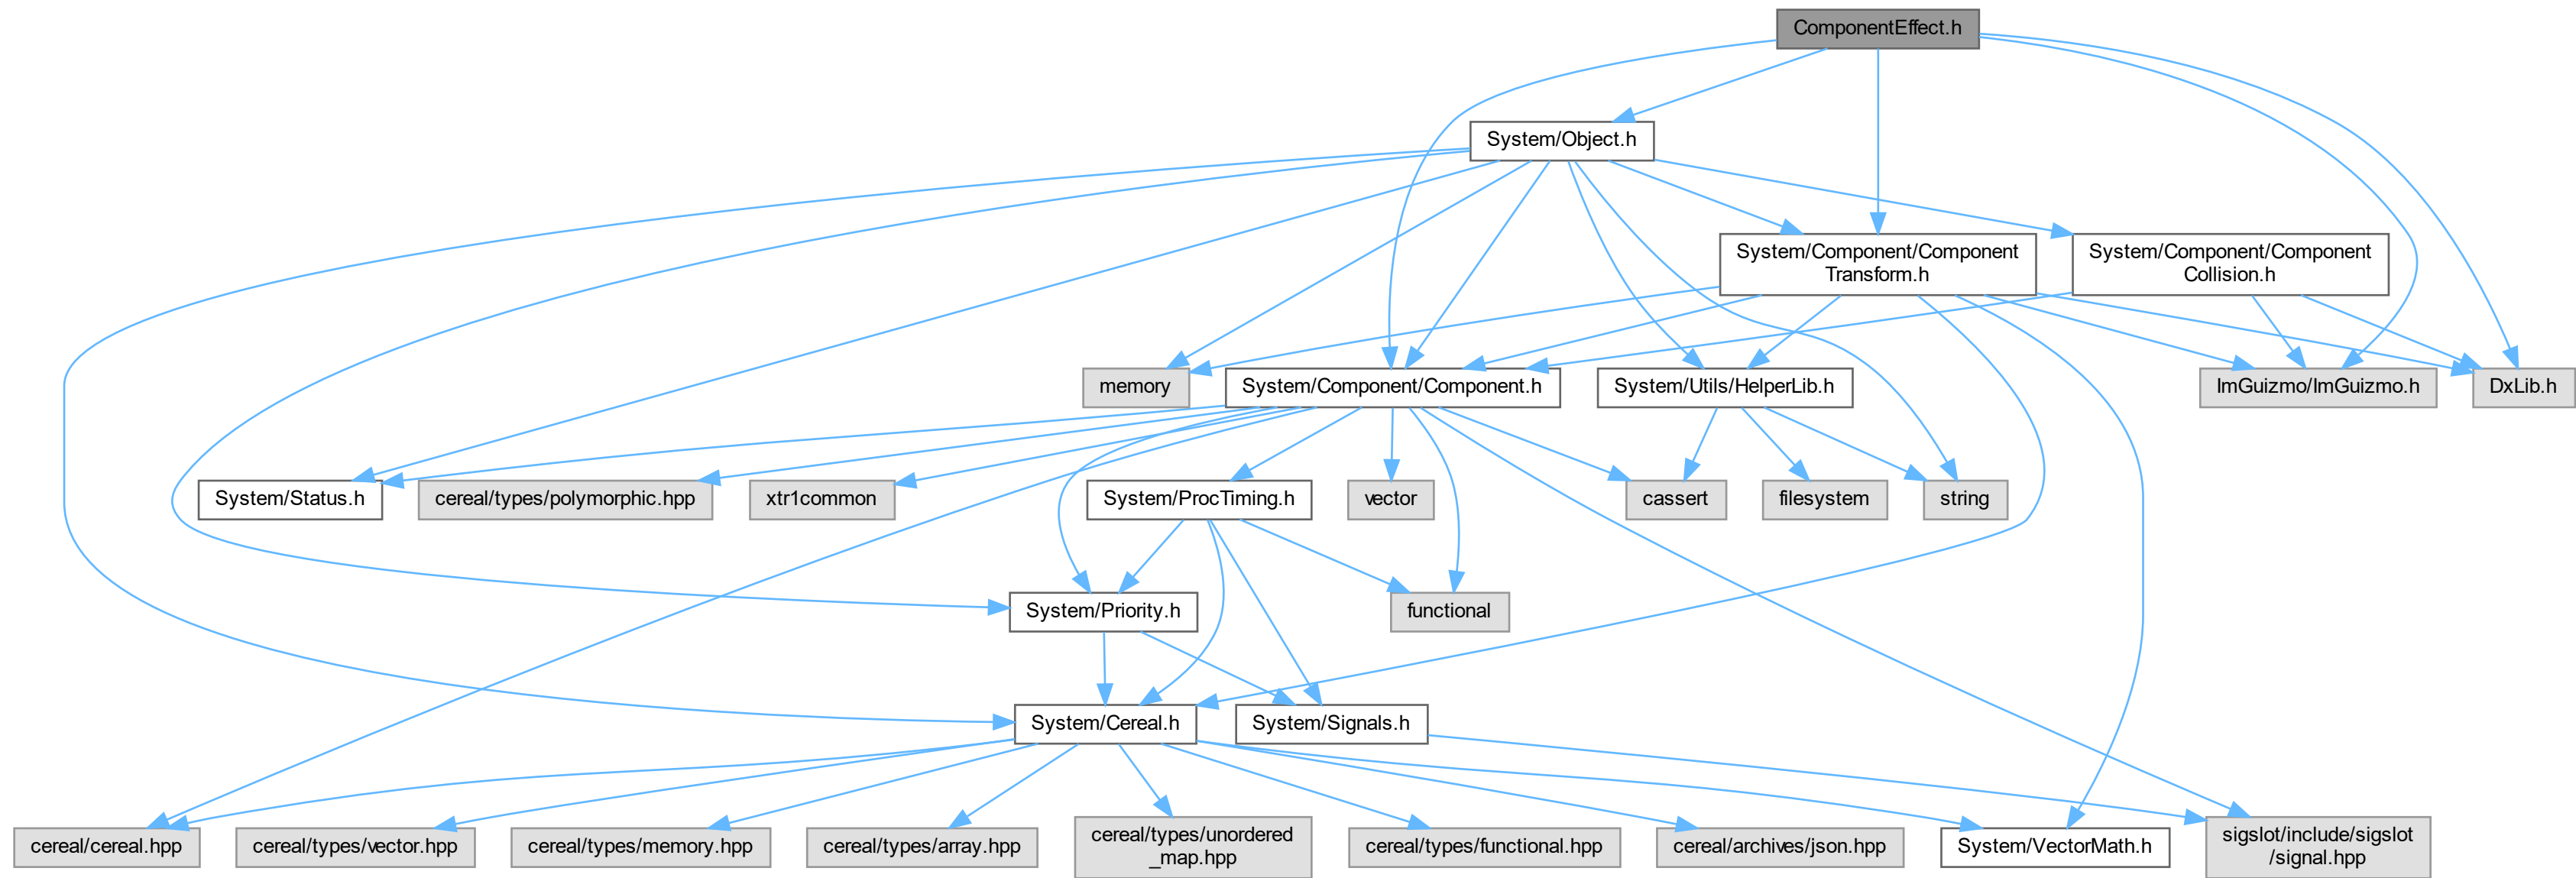 ComponentEffect.h
System/Object.h
System/Component/Component
Transform.h
System/Component/Component
Collision.h
memory
System/Component/Component.h
System/Utils/HelperLib.h
ImGuizmo/ImGuizmo.h
DxLib.h
System/Status.h
cereal/types/polymorphic.hpp
xtr1common
System/ProcTiming.h
vector
cassert
filesystem
string
System/Priority.h
functional
System/Cereal.h
System/Signals.h
cereal/cereal.hpp
cereal/types/vector.hpp
cereal/types/memory.hpp
cereal/types/array.hpp
cereal/types/unordered
_map.hpp
cereal/types/functional.hpp
cereal/archives/json.hpp
System/VectorMath.h
sigslot/include/sigslot
/signal.hpp